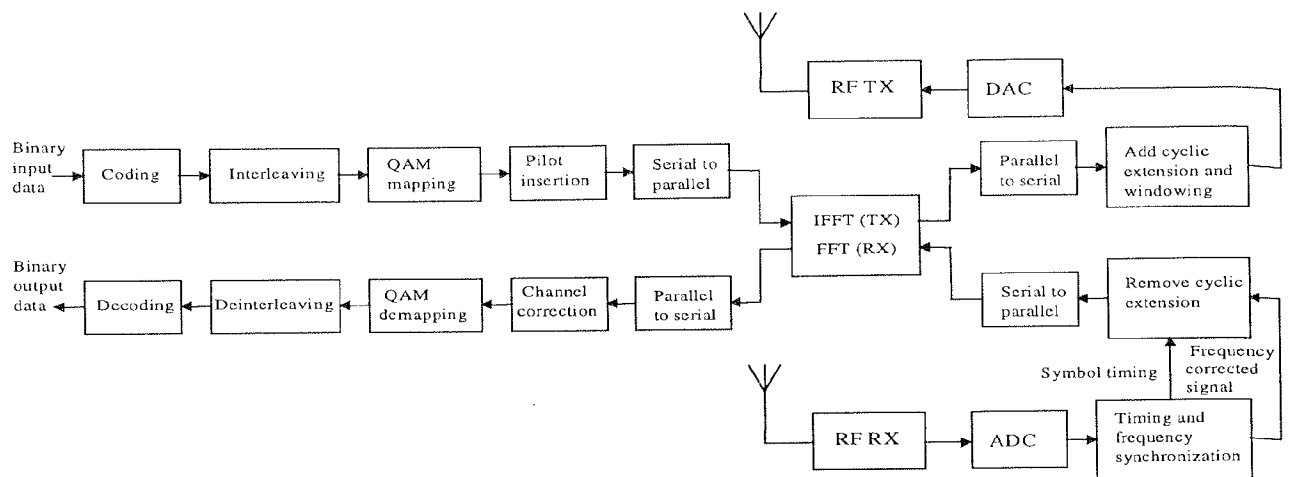 RF TX
DAC
Binary
input
data
Coding
Interleaving
QAM
mapping
Pilot
insertion
Serial to
parallel
Parallel
to serial
Add cyclic
extension and
windowing
IFFT (TX)
FFT (RX)
Binary
output
data
Decoding
Deinterleaving
QAM
demapping
Channel
correction
Parallel
to serial
Serial to
parallel
Remove cyclic
extension
Symbol timing
Frequency
corrected
signal
RF RX
ADC
Timing and
frequency
synchronization